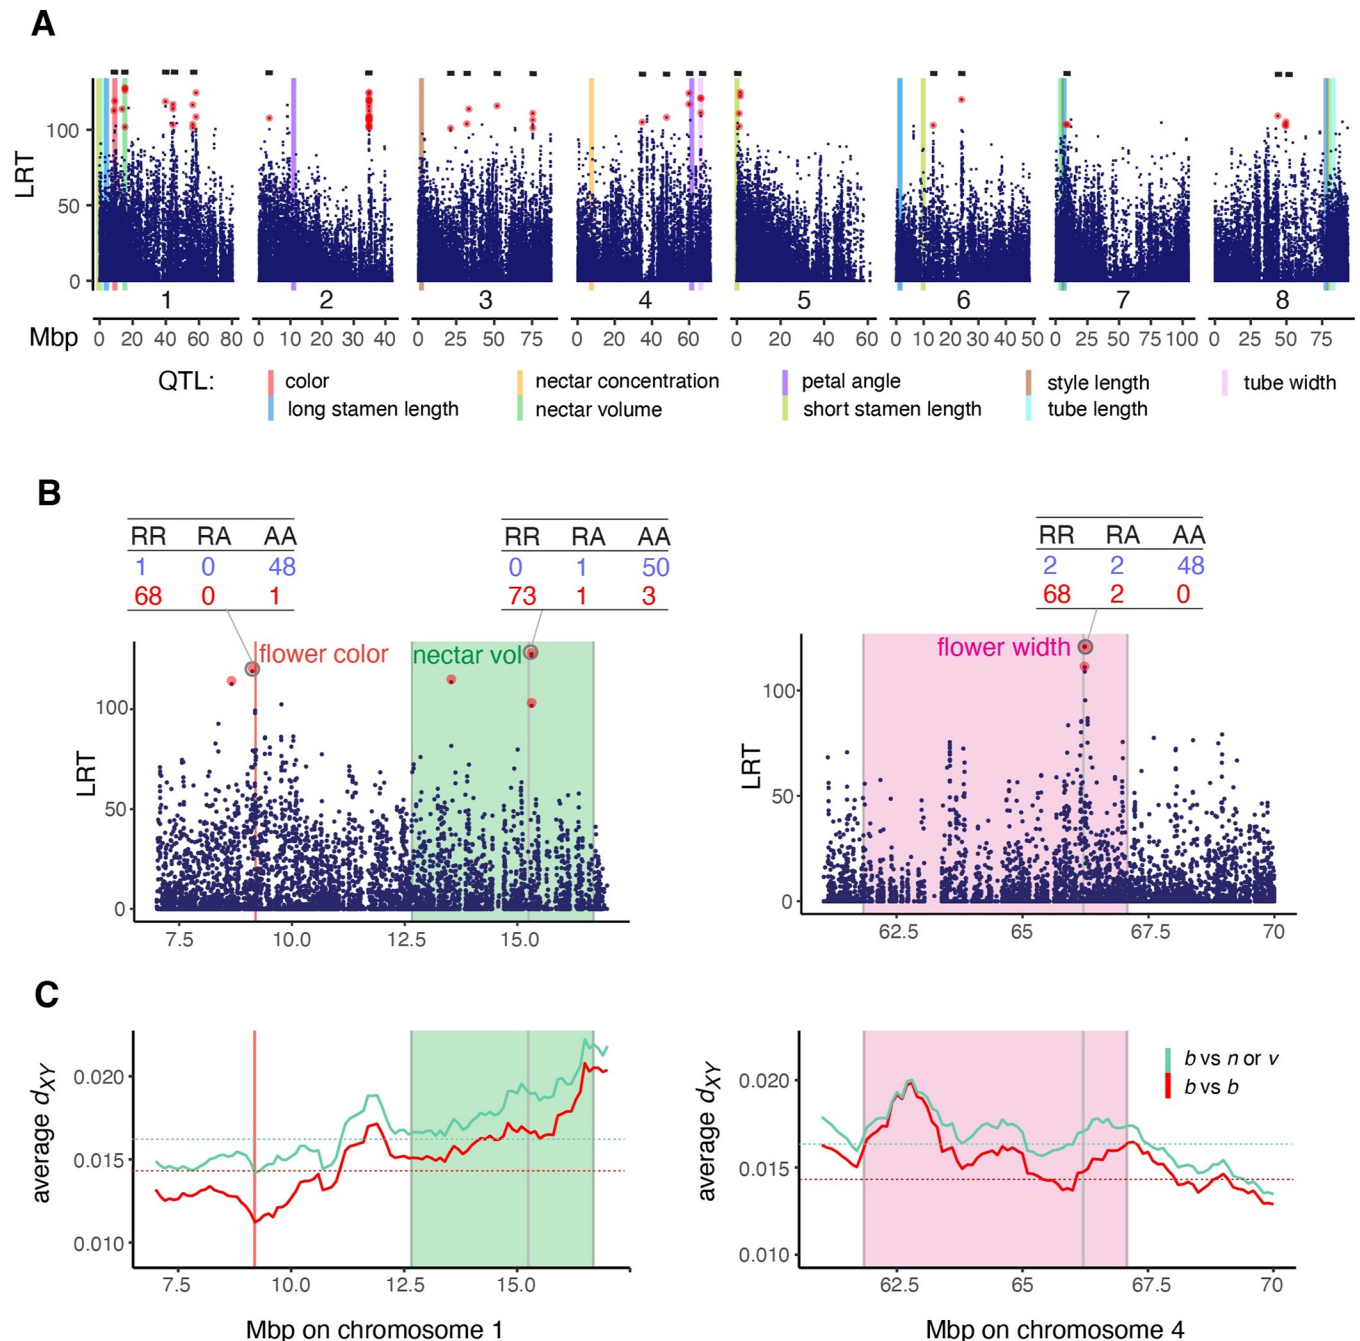 A
LRT
100
50
0
1 2 3 4 5 6 7 8
Mbp
0 20 40 60 80 0 10 20 30 40 0 25 50 75 0 20 40 60 0 20 40 60 0 10 20 30 40 50 0 25 50 75 100 0 25 50 75
QTL:
color
nectar concentration
petal angle
style length
tube width
long stamen length
nectar volume
short stamen length
tube length
B
RR RA AA
1 0 48
68 0 1
RR RA AA
0 1 50
73 1 3
RR RA AA
2 2 48
68 2 0
flower color
nectar vol
LRT
100
50
0
7.5 10.0 12.5 15.0
flower width
LRT
100
50
0
62.5 65 67.5 70
C
average dXY
0.020
0.015
0.010
7.5 10.0 12.5 15.0
Mbp on chromosome 1
average dXY
0.020
0.015
0.010
b vs n or v
b vs b
62.5 65 67.5 70
Mbp on chromosome 4